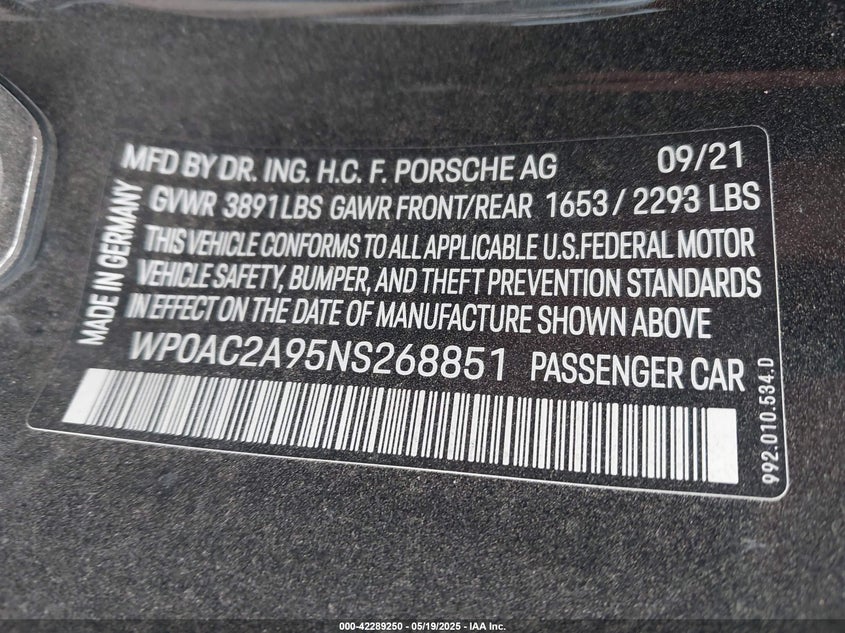 MFD BY DR. ING. H.C. F. PORSCHE AG 09/21
GVWR 3891 LBS GAWR FRONT/REAR 1653 / 2293 LBS
THIS VEHICLE CONFORMS TO ALL APPLICABLE U.S. FEDERAL MOTOR
VEHICLE SAFETY, BUMPER, AND THEFT PREVENTION STANDARDS
IN EFFECT ON THE DATE OF MANUFACTURE SHOWN ABOVE
WP0AC2A95NS268851 PASSENGER CAR
MADE IN GERMANY
992.010.534.0
000-42289250 - 05/19/2025 - IAA Inc.